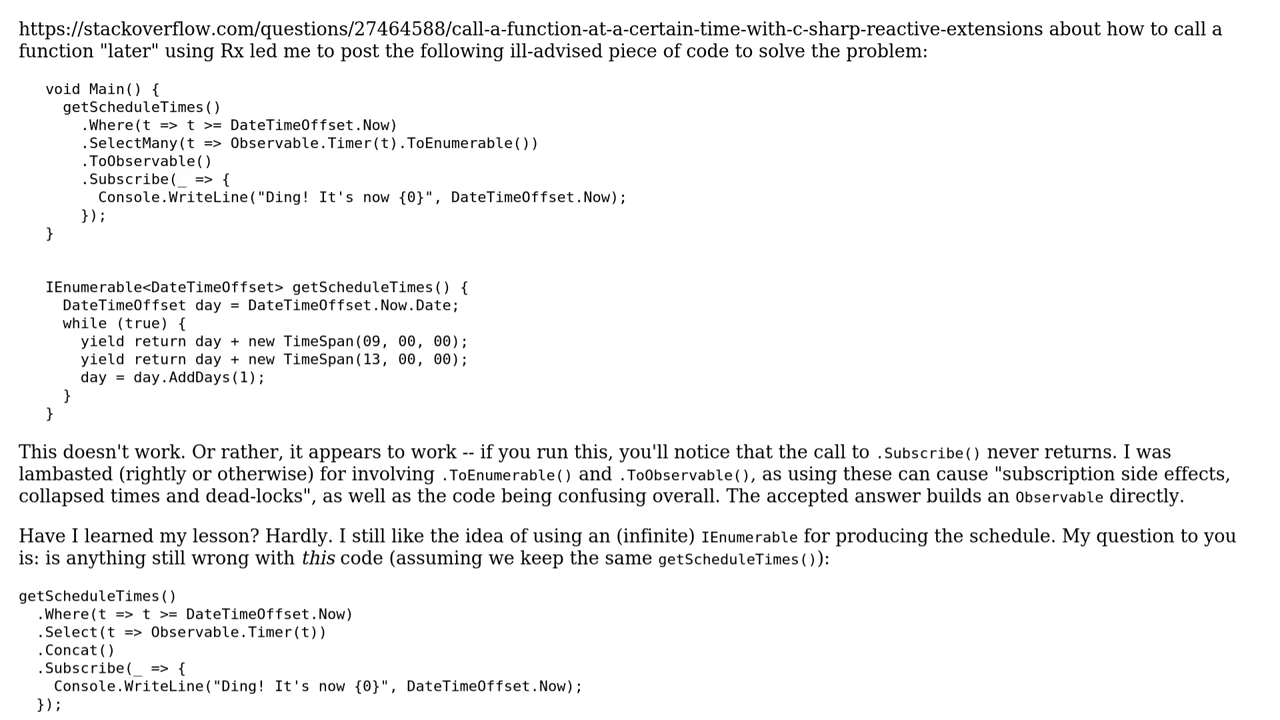 https://stackoverflow.com/questions/27464588/call-a-function-at-a-certain-time-with-c-sharp-reactive-extensions about how to call a
function "later" using Rx led me to post the following ill-advised piece of code to solve the problem:
void Main() {
  getScheduleTimes()
    .Where(t => t >= DateTimeOffset.Now)
    .SelectMany(t => Observable.Timer(t).ToEnumerable())
    .ToObservable()
    .Subscribe(_ => {
      Console.WriteLine("Ding! It's now {0}", DateTimeOffset.Now);
    });
}
IEnumerable<DateTimeOffset> getScheduleTimes() {
  DateTimeOffset day = DateTimeOffset.Now.Date;
  while (true) {
    yield return day + new TimeSpan(09, 00, 00);
    yield return day + new TimeSpan(13, 00, 00);
    day = day.AddDays(1);
  }
}
This doesn't work. Or rather, it appears to work -- if you run this, you'll notice that the call to .Subscribe() never returns. I was
lambasted (rightly or otherwise) for involving .ToEnumerable() and .ToObservable(), as using these can cause "subscription side effects,
collapsed times and dead-locks", as well as the code being confusing overall. The accepted answer builds an Observable directly.
Have I learned my lesson? Hardly. I still like the idea of using an (infinite) IEnumerable for producing the schedule. My question to you
is: is anything still wrong with this code (assuming we keep the same getScheduleTimes()):
getScheduleTimes()
  .Where(t => t >= DateTimeOffset.Now)
  .Select(t => Observable.Timer(t))
  .Concat()
  .Subscribe(_ => {
    Console.WriteLine("Ding! It's now {0}", DateTimeOffset.Now);
  });